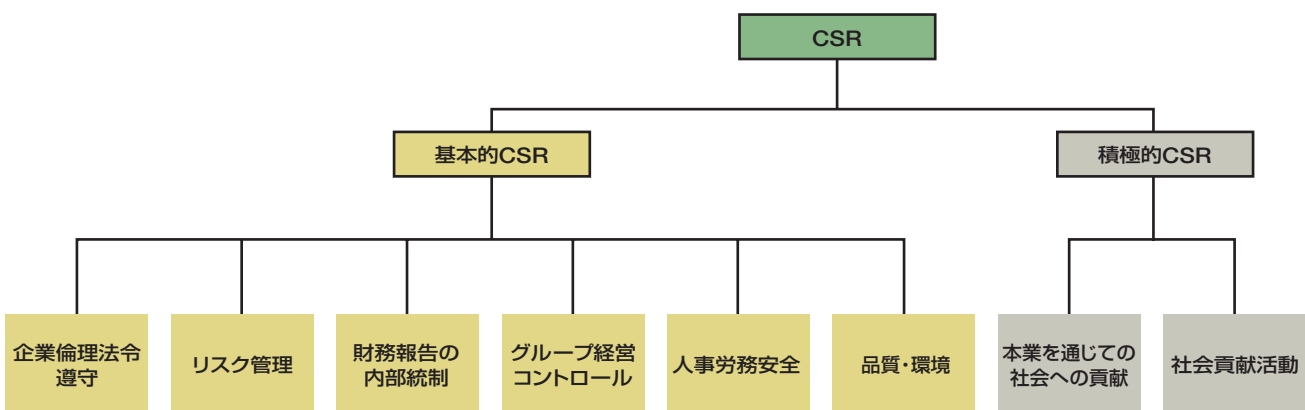 CSR
基本的CSR
積極的CSR
企業倫理法令
遵守
リスク管理
財務報告の
内部統制
グループ経営
コントロール
人事労務安全
品質・環境
本業を通じての
社会への貢献
社会貢献活動